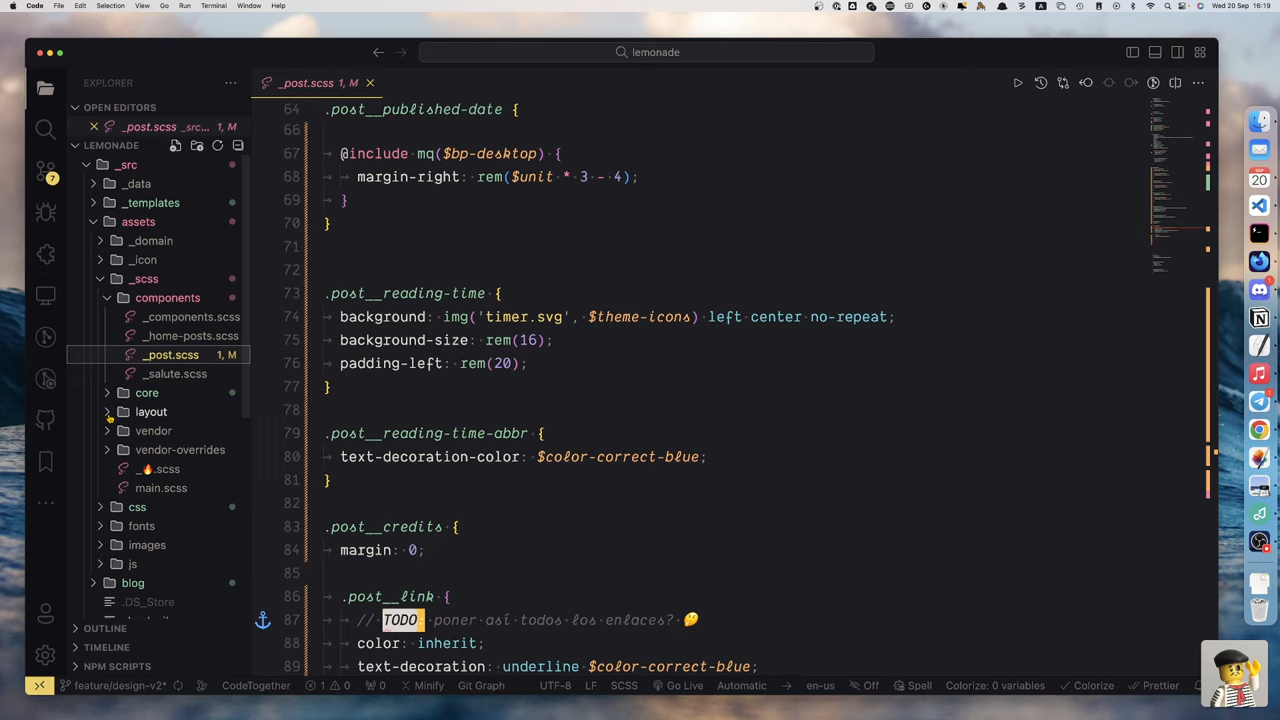 Code File Edit Selection View Go Run Terminal Window Help
Wed 20 Sep 16:19
lemonade
EXPLORER
_post.scss 1, M
OPEN EDITORS
_post.scss _src... 1, M
LEMONADE
_src
_data
_templates
assets
_domain
_icon
_scss
components
_components.scss
_home-posts.scss
_post.scss 1, M
_salute.scss
core
layout
vendor
vendor-overrides
_🔥.scss
main.scss
css
fonts
images
js
blog
.DS_Store
OUTLINE
TIMELINE
NPM SCRIPTS
64 .post__published-date {
66
67 @include mq($br-desktop) {
68 margin-right: rem($unit * 3 - 4);
69 }
70 }
71
72
73 .post__reading-time {
74 background: img('timer.svg', $theme-icons) left center no-repeat;
75 background-size: rem(16);
76 padding-left: rem(20);
77 }
78
79 .post__reading-time-abbr {
80 text-decoration-color: $color-correct-blue;
81 }
82
83 .post__credits {
84 margin: 0;
85
86 .post__link {
87 // TODO: poner así todos los enlaces? 🤔
88 color: inherit;
89 text-decoration: underline $color-correct-blue;
7
SEP
20
1
feature/design-v2* CodeTogether 1 0 0 Minify Git Graph TF-8 LF SCSS Go Live Automatic en-us Off Spell Colorize: 0 variables Colorize Prettier